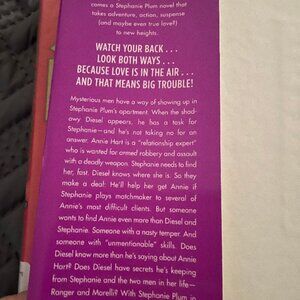 comes a Stephanie Plum novel that
takes adventure, action, suspense
(and maybe even true love?)
to new heights.
WATCH YOUR BACK . . .
LOOK BOTH WAYS . . .
BECAUSE LOVE IS IN THE AIR . . .
AND THAT MEANS BIG TROUBLE!
Mysterious men have a way of showing up in
Stephanie Plum's apartment. When the shad-
owy Diesel appears, he has a task for
Stephanie—and he's not taking no for an
answer. Annie Hart is a "relationship expert"
who is wanted for armed robbery and assault
with a deadly weapon. Stephanie needs to find
her, fast. Diesel knows where she is. So they
make a deal: He'll help her get Annie if
Stephanie plays matchmaker to several of
Annie's most difficult clients. But someone
wants to find Annie even more than Diesel and
Stephanie. Someone with a nasty temper. And
someone with "unmentionable" skills. Does
Diesel know more than he's saying about Annie
Hart? Does Diesel have secrets he's keeping
from Stephanie and the two men in her life—
Ranger and Morelli? With Stephanie Plum in